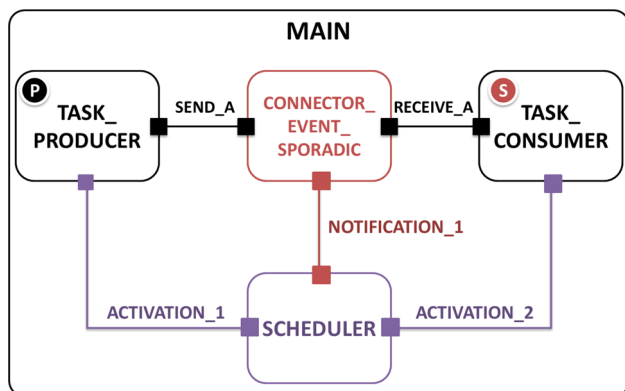 MAIN
P
TASK_
PRODUCER
SEND_A
CONNECTOR_
EVENT_
SPORADIC
RECEIVE_A
S
TASK_
CONSUMER
NOTIFICATION_1
ACTIVATION_1
SCHEDULER
ACTIVATION_2